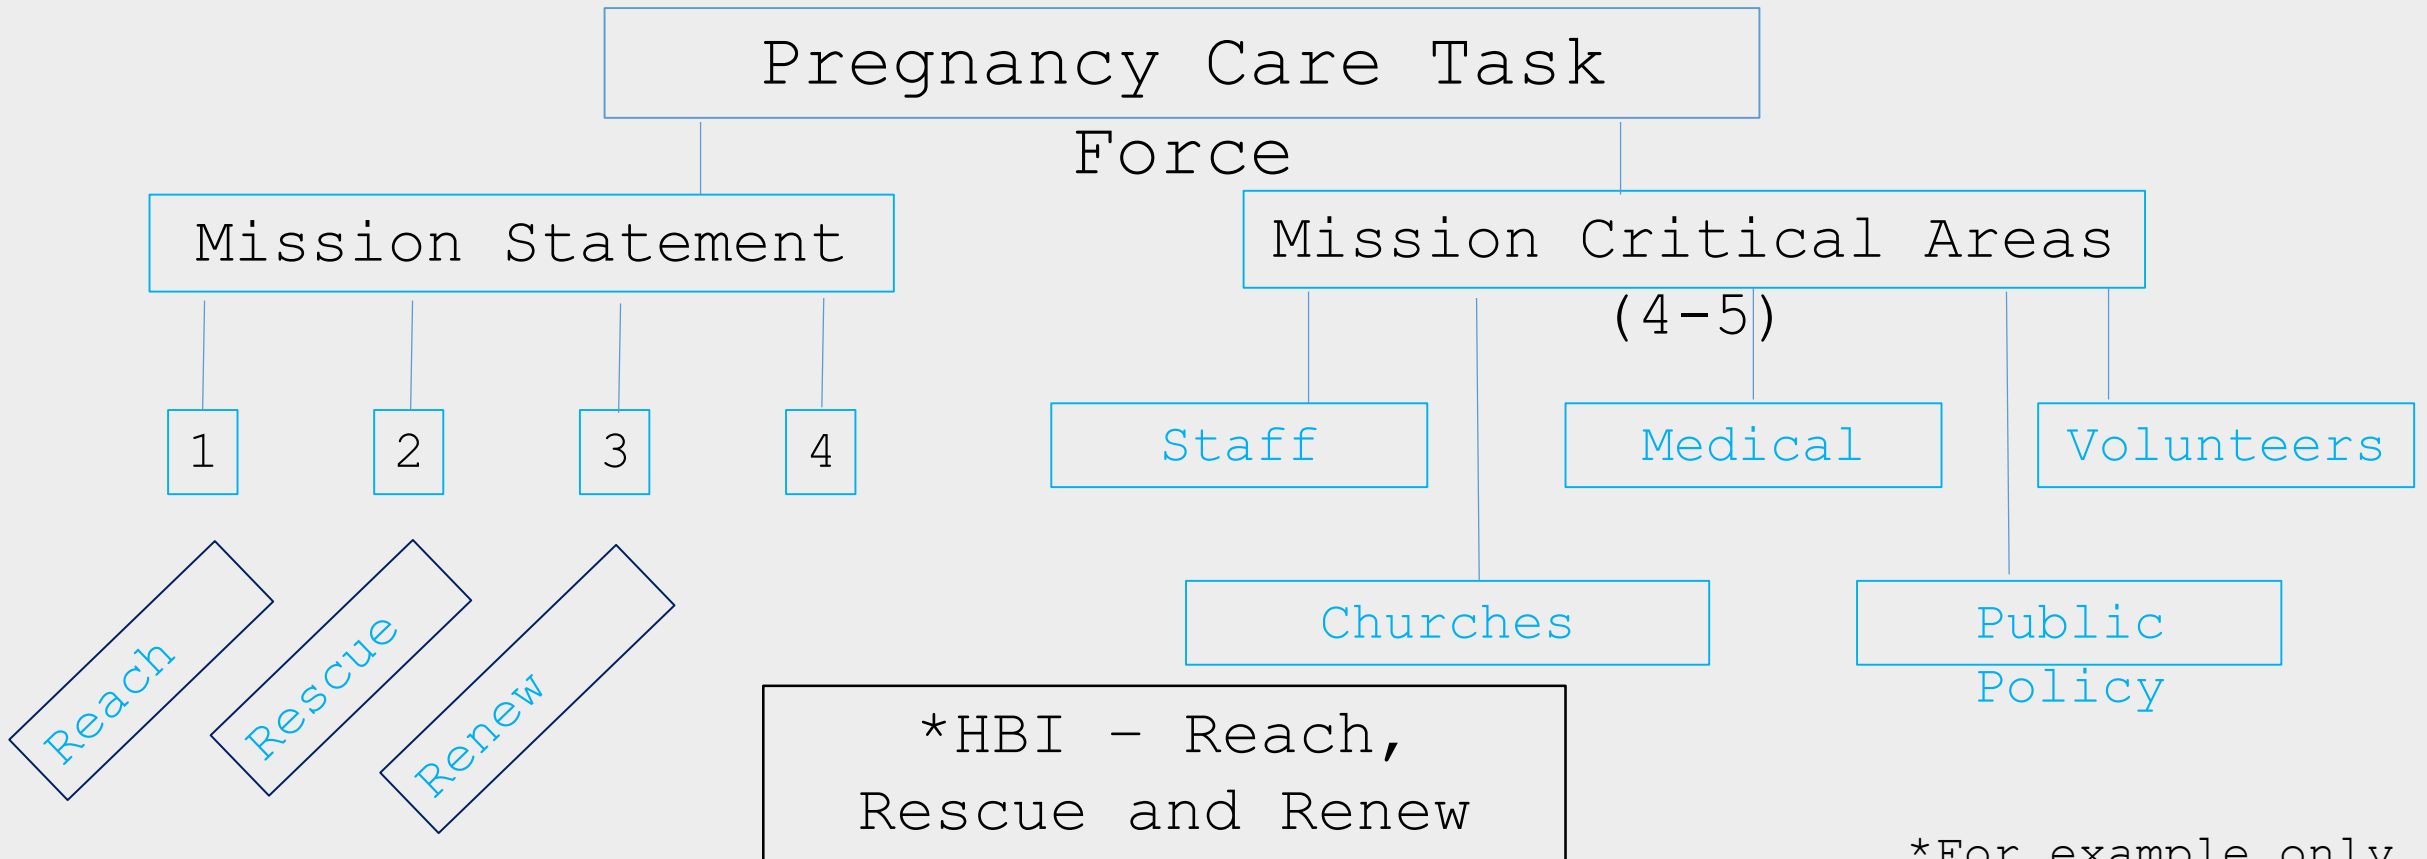 Pregnancy Care Task
Force
Mission Statement
Mission Critical Areas
(4-5)
1
2
3
4
Staff
Medical
Volunteers
Churches
Public
Policy
Reach
Rescue
Renew
*HBI – Reach,
Rescue and Renew
*For example only